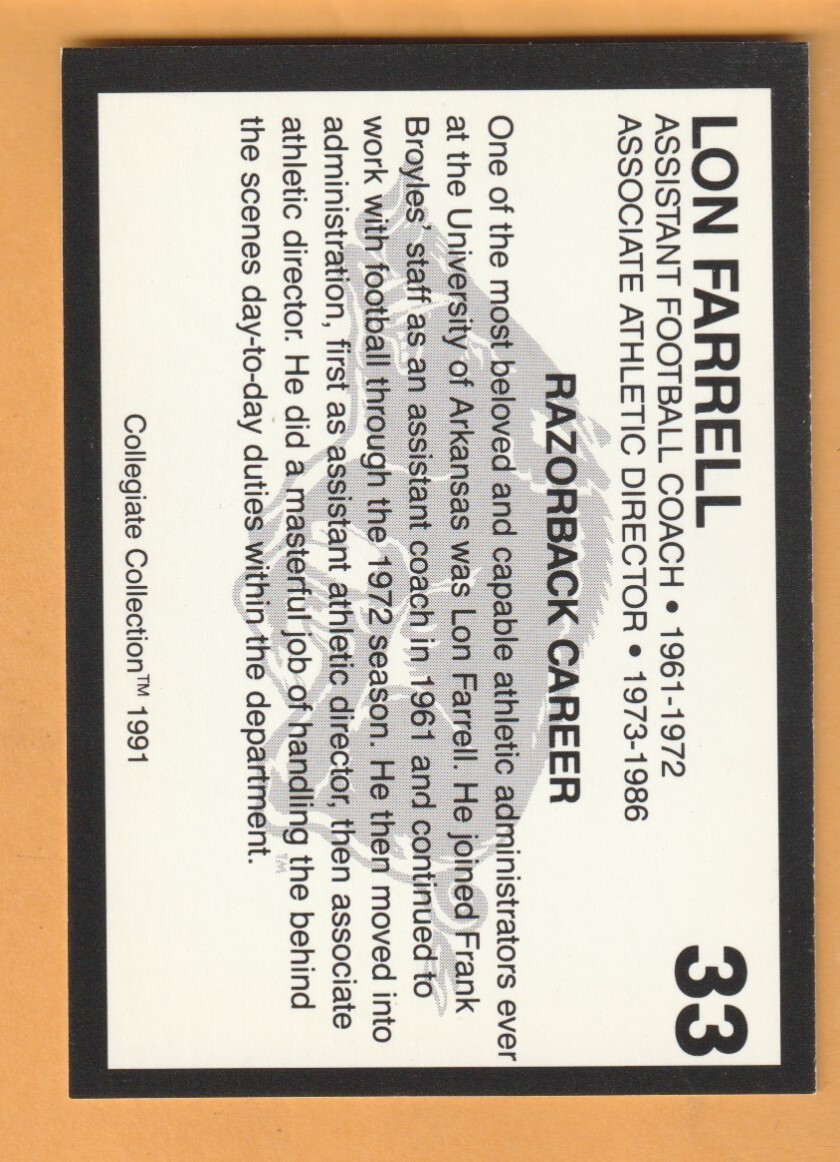 LON FARRELL 33
ASSISTANT FOOTBALL COACH • 1961-1972
ASSOCIATE ATHLETIC DIRECTOR • 1973-1986
RAZORBACK CAREER
One of the most beloved and capable athletic administrators ever
at the University of Arkansas was Lon Farrell. He joined Frank
Broyles' staff as an assistant coach in 1961 and continued to
work with football through the 1972 season. He then moved into
administration, first as assistant athletic director, then associate
athletic director. He did a masterful job of handling the behind
the scenes day-to-day duties within the department.
TM
Collegiate Collection™ 1991